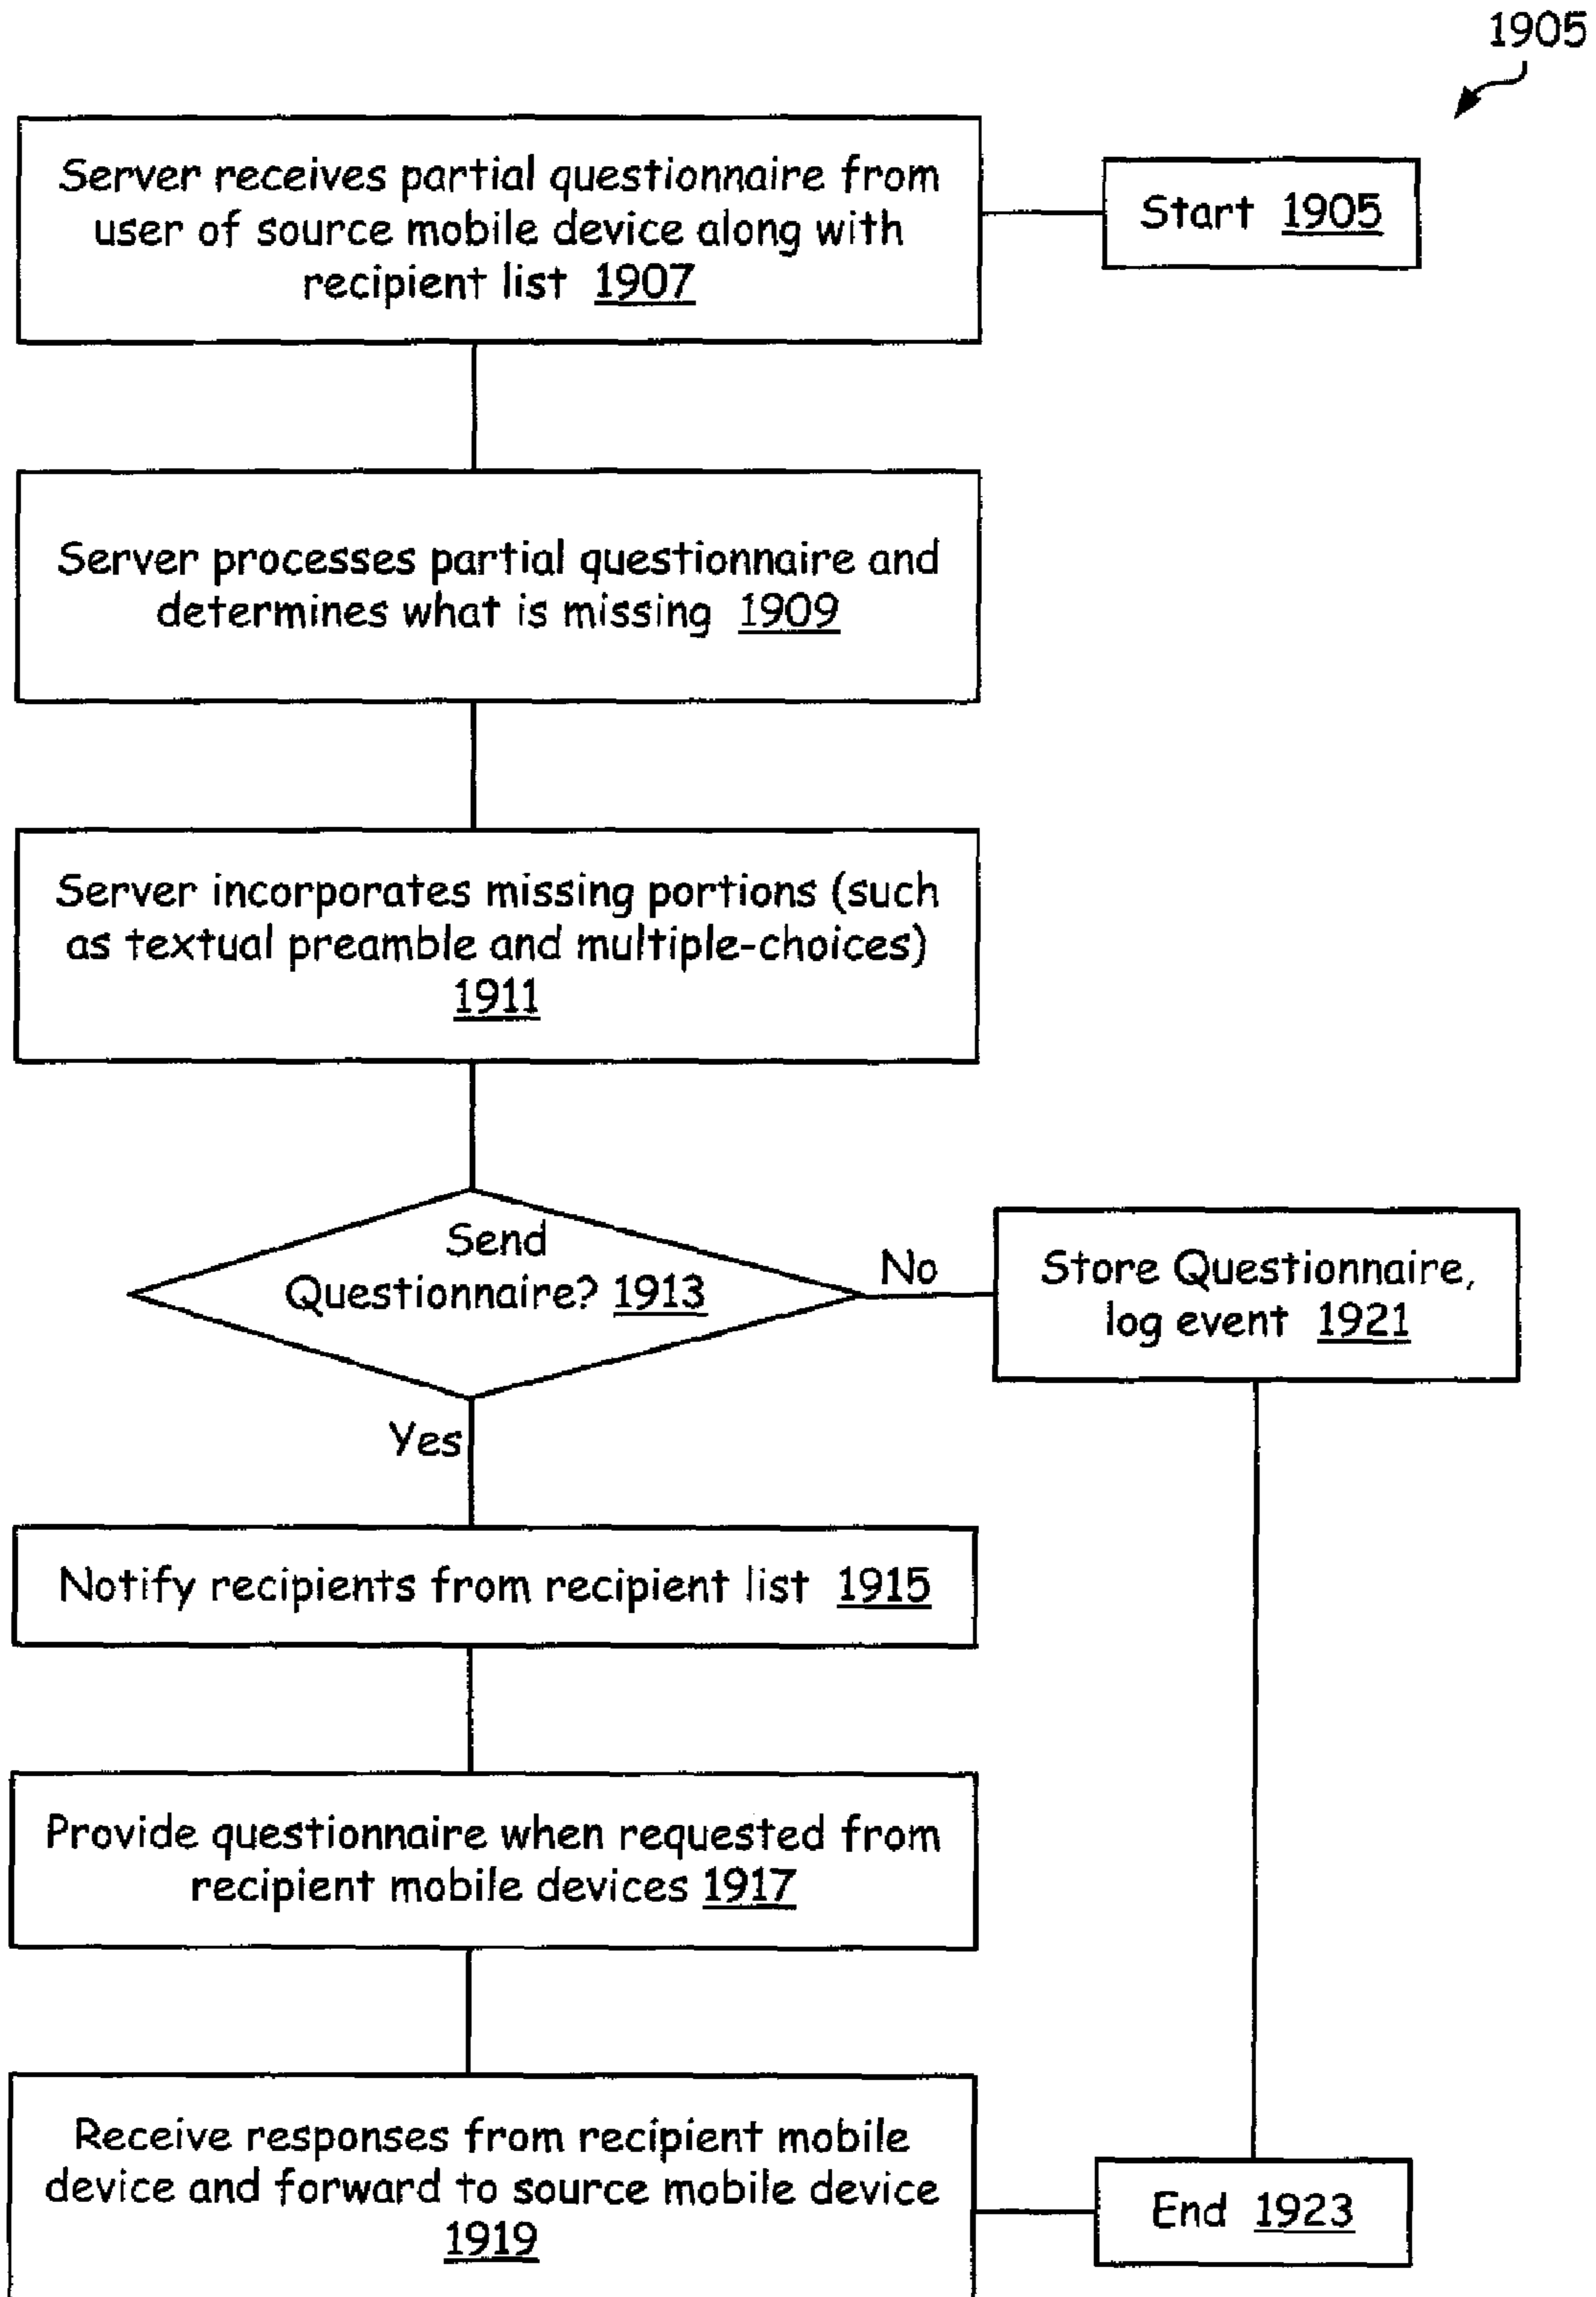 1905
Start 1905
Server receives partial questionnaire from
user of source mobile device along with
recipient list 1907
Server processes partial questionnaire and
determines what is missing 1909
Server incorporates missing portions (such
as textual preamble and multiple-choices)
1911
Send
Questionnaire? 1913
No
Store Questionnaire,
log event 1921
Yes
Notify recipients from recipient list 1915
Provide questionnaire when requested from
recipient mobile devices 1917
Receive responses from recipient mobile
device and forward to source mobile device
1919
End 1923